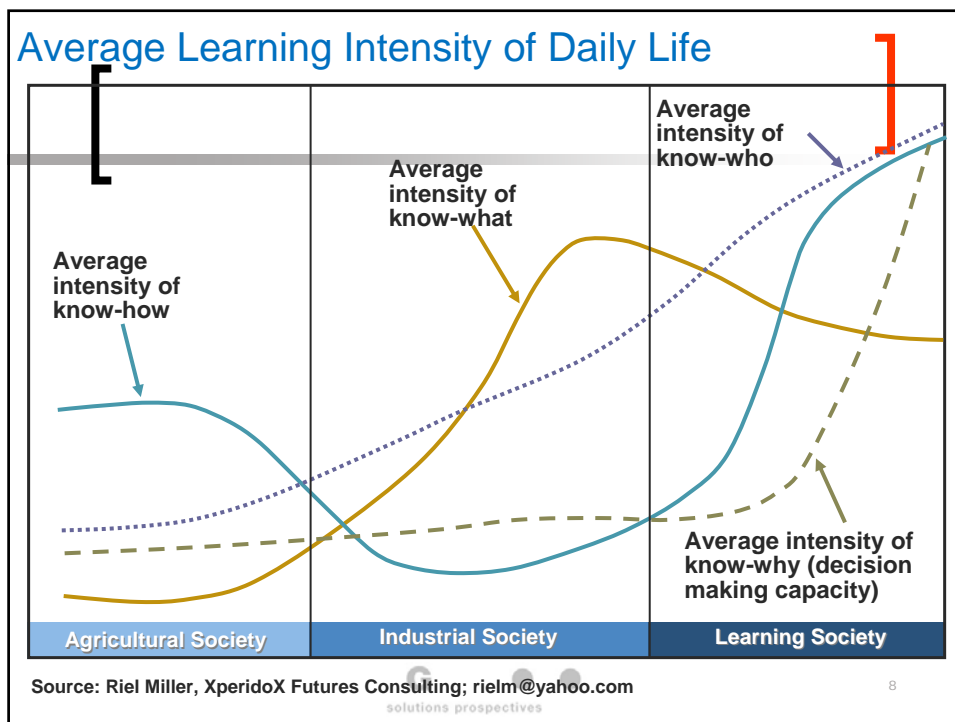 Average Learning Intensity of Daily Life
Average
intensity of
know-who
Average
intensity of
know-what
Average
intensity of
know-how
Average intensity of
know-why (decision
making capacity)
Agricultural Society
Industrial Society
Learning Society
Source: Riel Miller, XperidoX Futures Consulting; rielm@yahoo.com
8
solutions prospectives